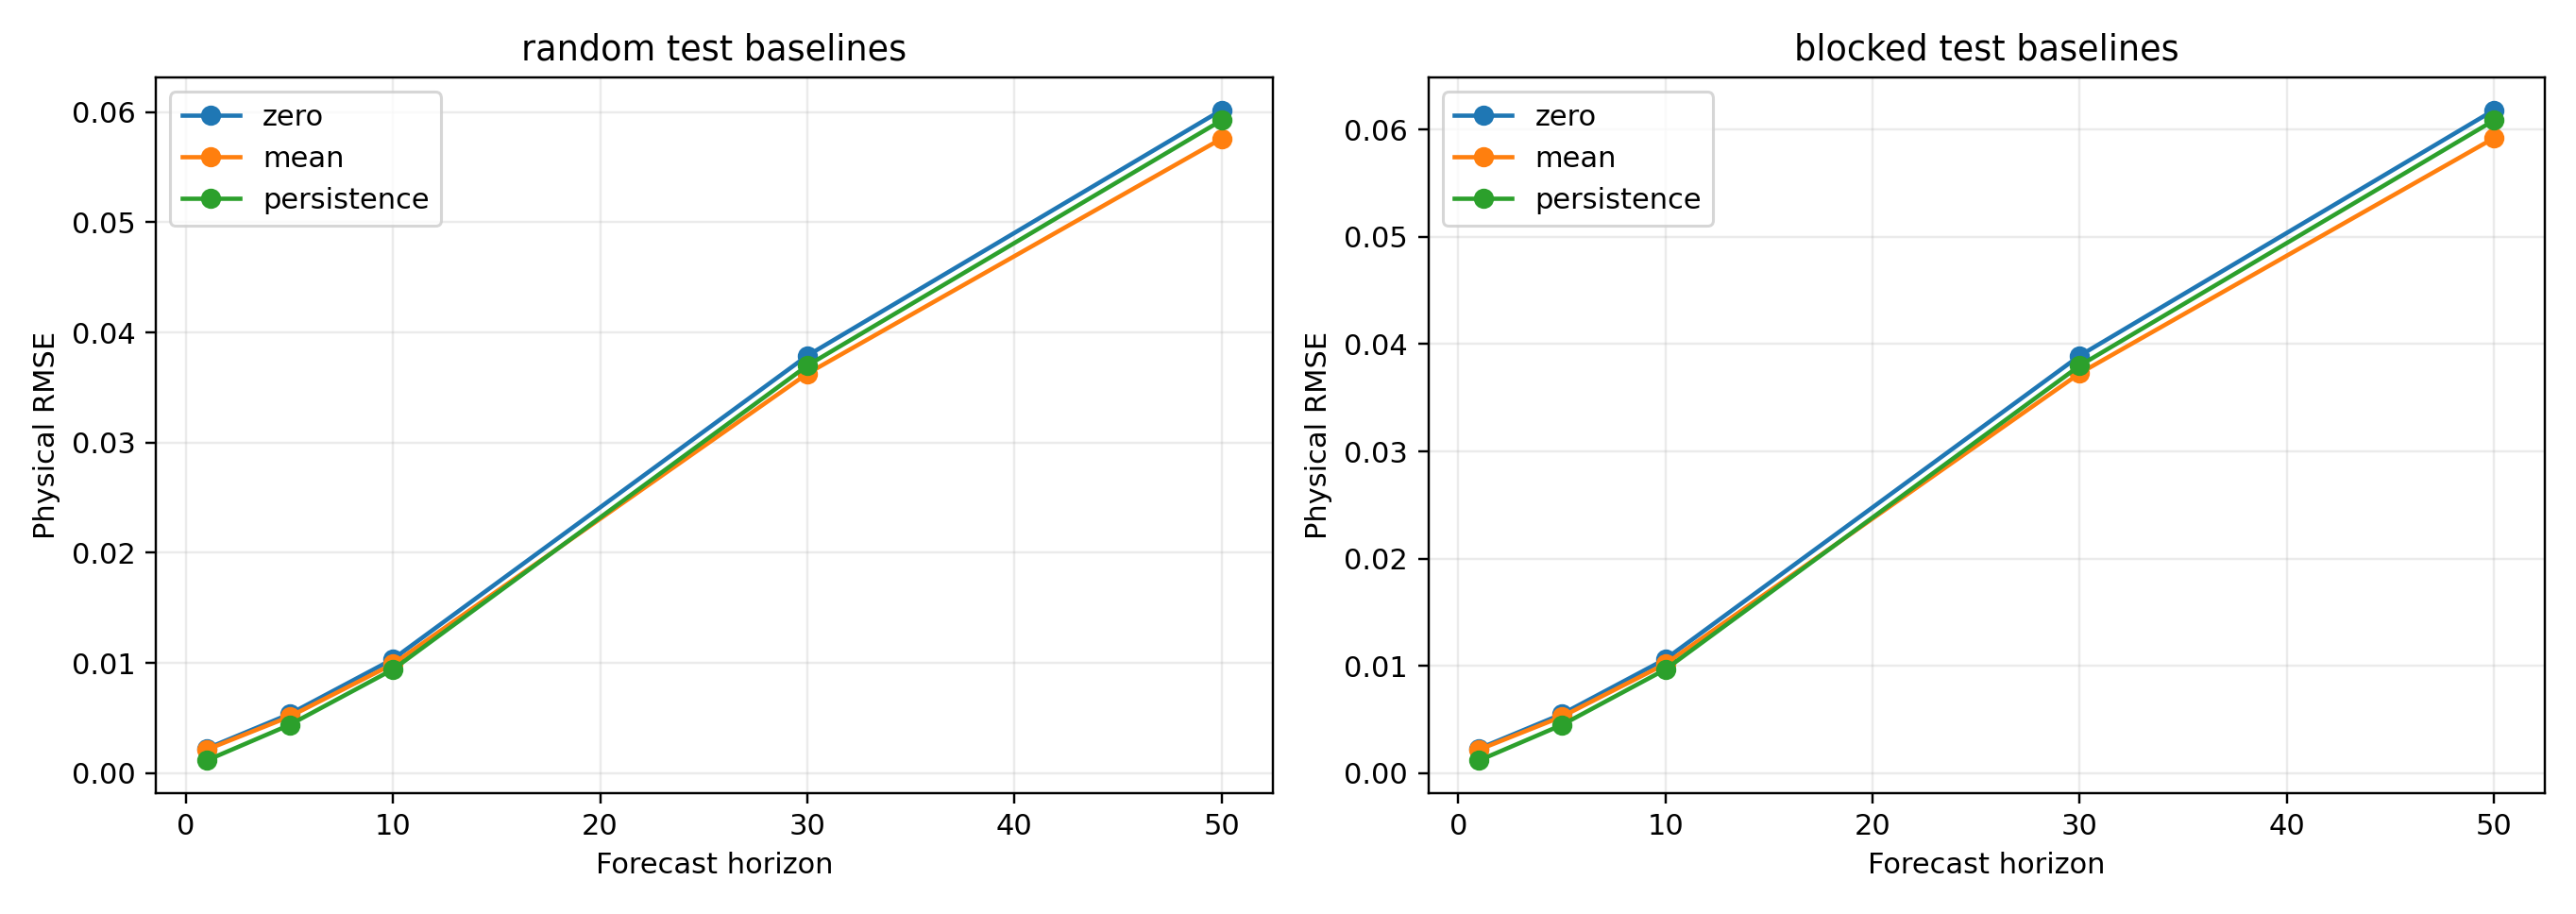 random test baselines
zero
mean
persistence
0.06
0.05
0.04
0.03
0.02
0.01
0.00
Physical RMSE
0 10 20 30 40 50
Forecast horizon
blocked test baselines
zero
mean
persistence
0.06
0.05
0.04
0.03
0.02
0.01
0.00
Physical RMSE
0 10 20 30 40 50
Forecast horizon